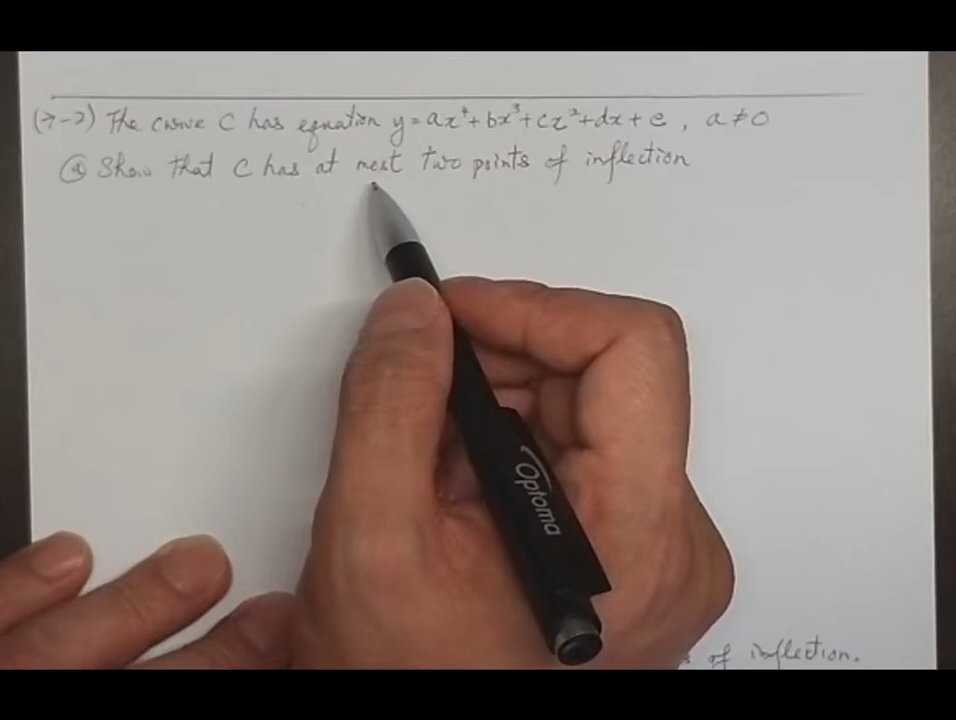 (7-2) The curve C has equation y = ax⁴ + bx³ + cx² + dx + e , a ≠ 0
(a) Show that C has at most two points of inflection
Optoma
of inflection.